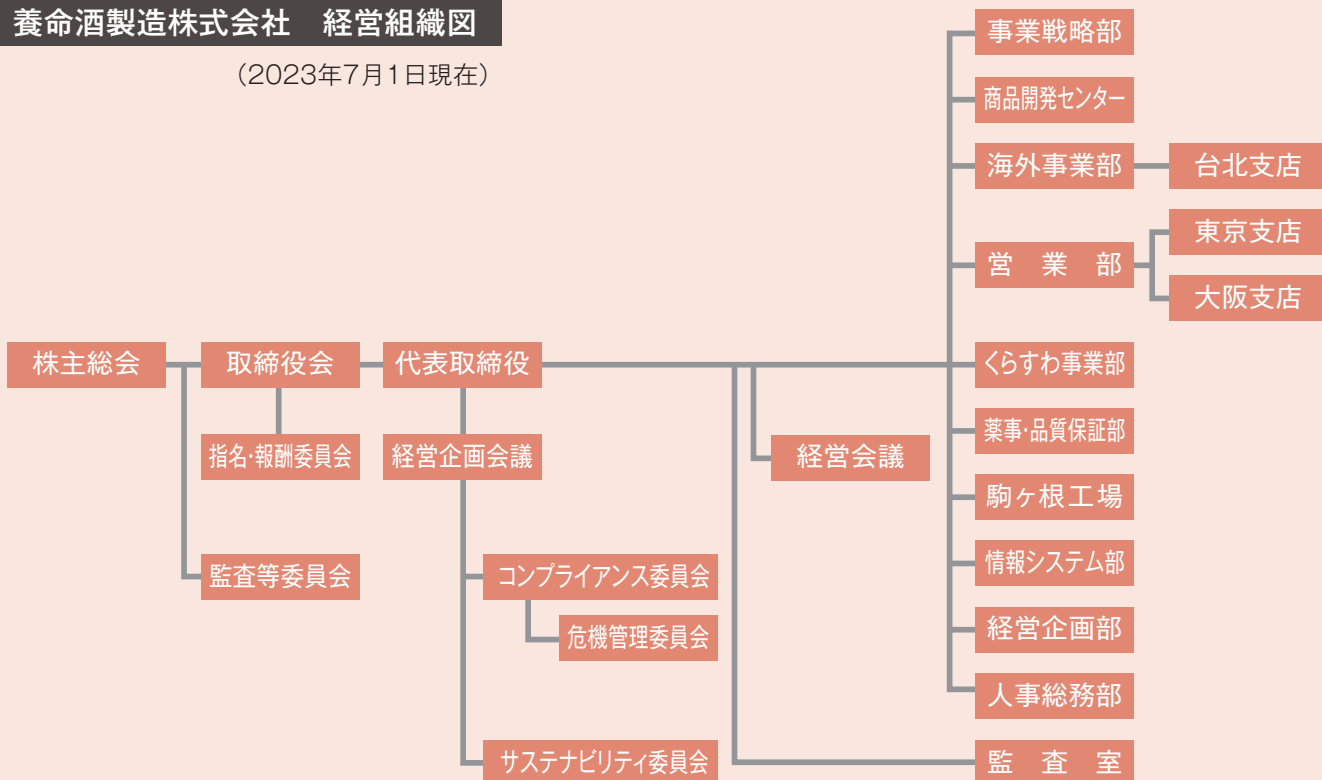 養命酒製造株式会社　経営組織図
（2023年7月1日現在）
株主総会
取締役会
代表取締役
指名・報酬委員会
経営企画会議
監査等委員会
コンプライアンス委員会
危機管理委員会
サステナビリティ委員会
経営会議
事業戦略部
商品開発センター
海外事業部
台北支店
営　業　部
東京支店
大阪支店
くらすわ事業部
薬事・品質保証部
駒ヶ根工場
情報システム部
経営企画部
人事総務部
監　査　室